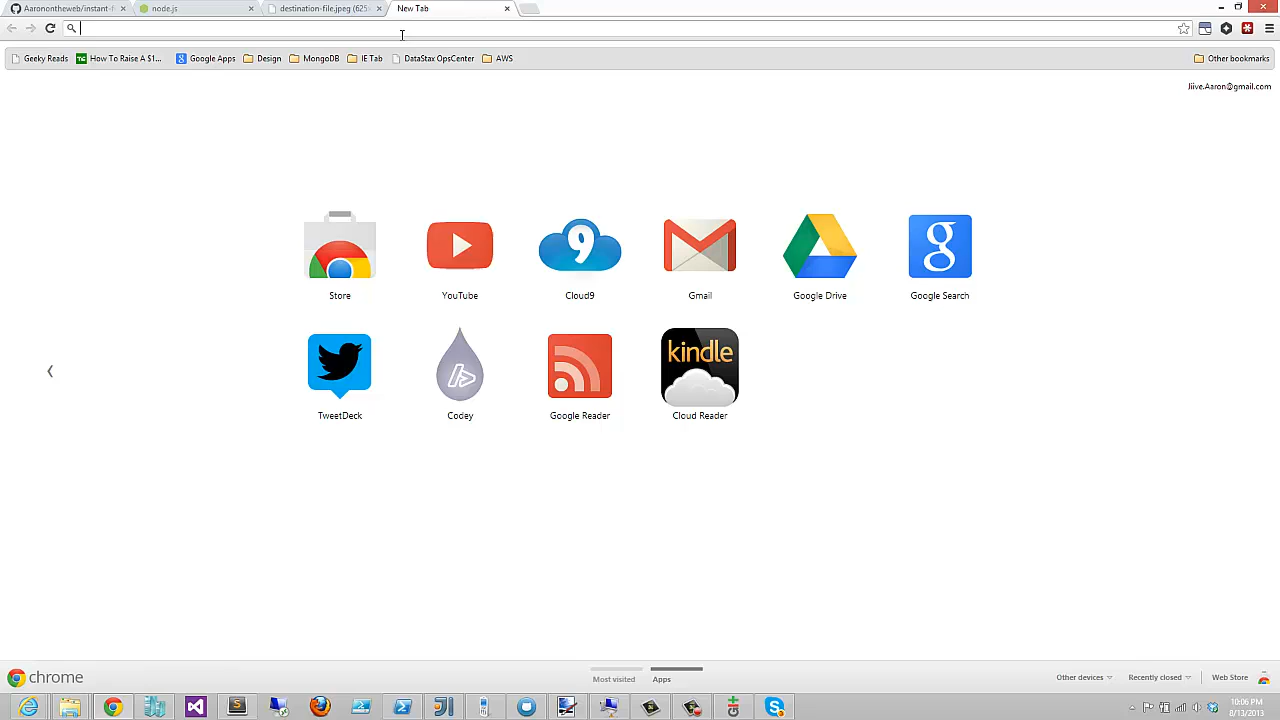 Aaronontheweb/instant-f
node.js
destination-file.jpeg (625
New Tab
Geeky Reads
How To Raise A $1...
Google Apps
Design
MongoDB
IE Tab
DataStax OpsCenter
AWS
Other bookmarks
Jiive.Aaron@gmail.com
Store
YouTube
9
Cloud9
Gmail
Google Drive
g
Google Search
TweetDeck
Codey
Google Reader
kindle
Cloud Reader
chrome
Most visited
Apps
Other devices
Recently closed
Web Store
10:06 PM
8/13/2013